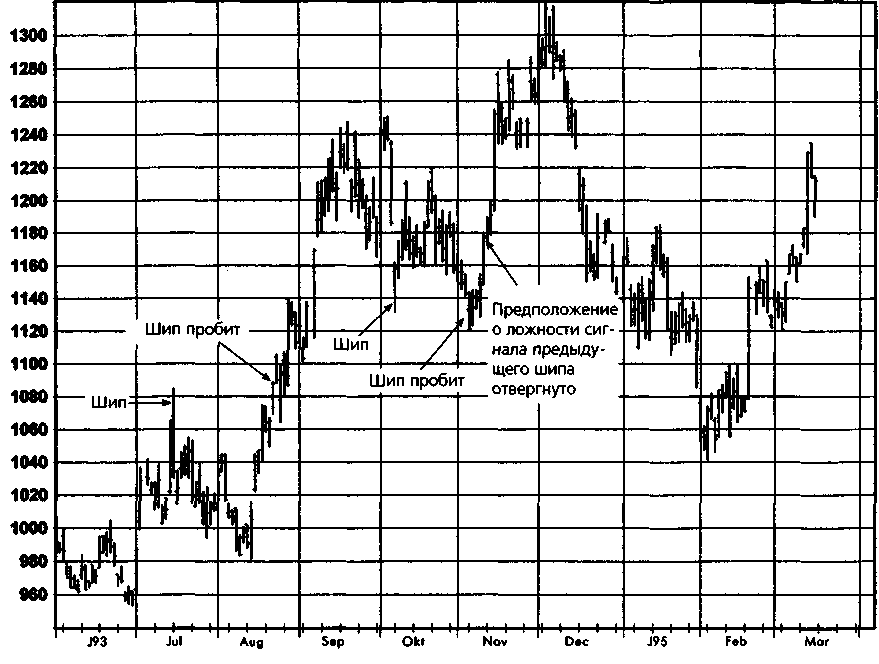 1300
1280
1260
1240
1220
1200
1180
1160
1140
1120
1100
1080
1060
1040
1020
1000
980
960
Шип пробит
Шип
Шип
Шип пробит
Предположение
о ложности сиг-
нала предыду-
щего шипа
отвергнуто
J93 Jul Aug Sep Okt Nov Dec J95 Feb Mar